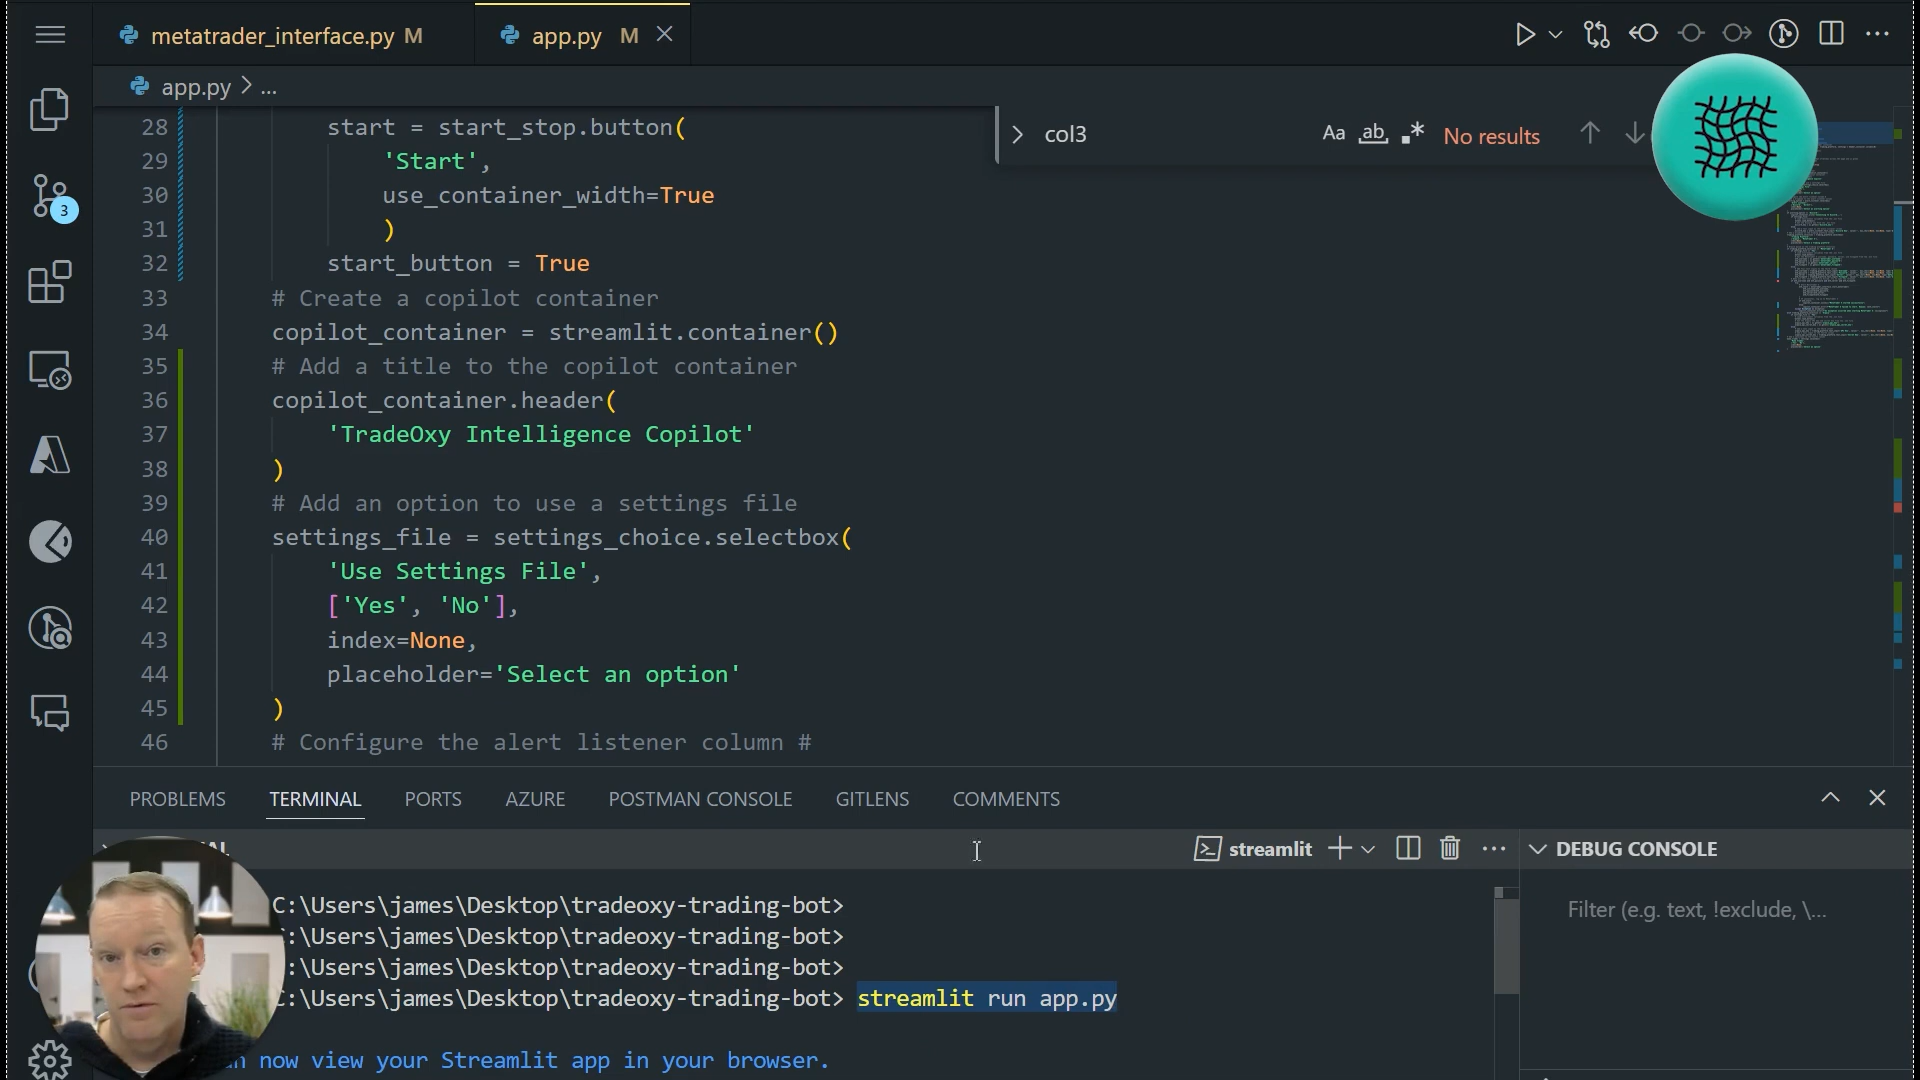 metatrader_interface.py M
app.py M
app.py > ...
col3
Aa ab .*
No results
28 start = start_stop.button(
29 'Start',
30 use_container_width=True
31 )
32 start_button = True
33 # Create a copilot container
34 copilot_container = streamlit.container()
35 # Add a title to the copilot container
36 copilot_container.header(
37 'TradeOxy Intelligence Copilot'
38 )
39 # Add an option to use a settings file
40 settings_file = settings_choice.selectbox(
41 'Use Settings File',
42 ['Yes', 'No'],
43 index=None,
44 placeholder='Select an option'
45 )
46 # Configure the alert listener column #
3
PROBLEMS TERMINAL PORTS AZURE POSTMAN CONSOLE GITLENS COMMENTS
streamlit
DEBUG CONSOLE
Filter (e.g. text, !exclude, \...
C:\Users\james\Desktop\tradeoxy-trading-bot>
:\Users\james\Desktop\tradeoxy-trading-bot>
:\Users\james\Desktop\tradeoxy-trading-bot>
C:\Users\james\Desktop\tradeoxy-trading-bot> streamlit run app.py
now view your Streamlit app in your browser.